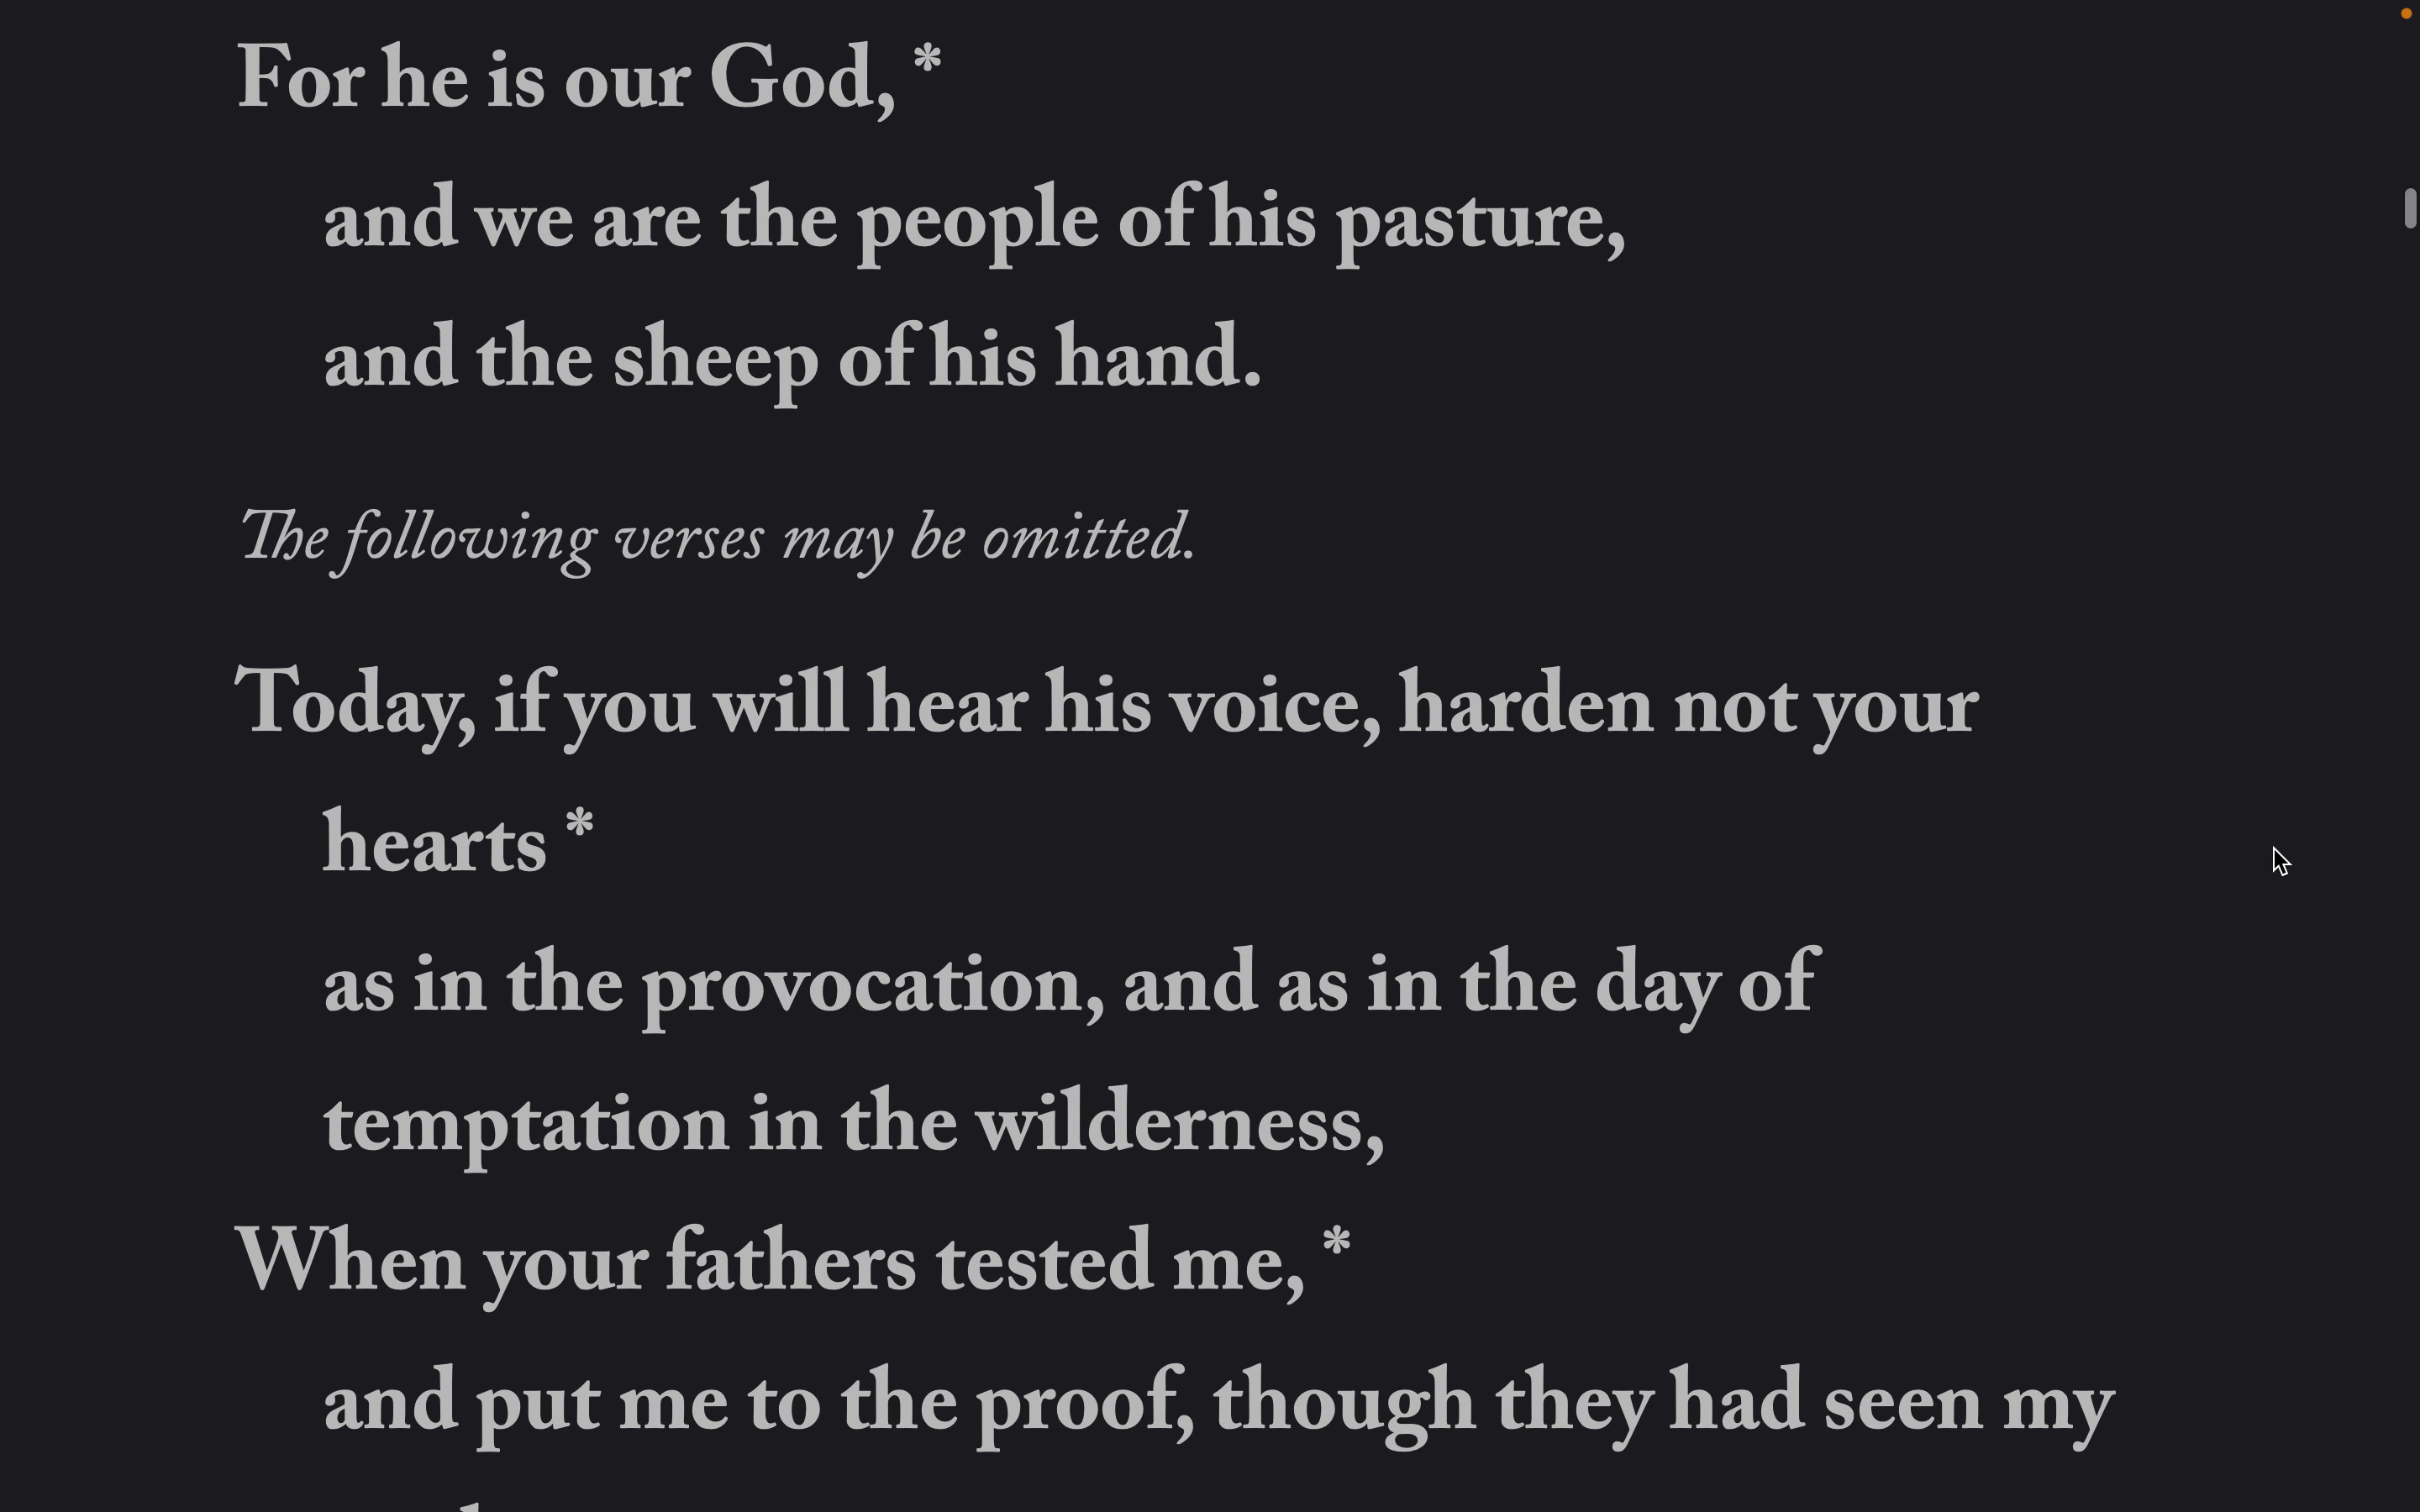 For he is our God, *
and we are the people of his pasture,
and the sheep of his hand.
The following verses may be omitted.
Today, if you will hear his voice, harden not your
hearts *
as in the provocation, and as in the day of
temptation in the wilderness,
When your fathers tested me, *
and put me to the proof, though they had seen my